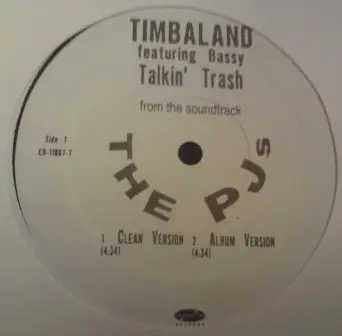 TIMBALAND
featuring Bassy
Talkin' Trash
from the soundtrack
Side 1
THE PJs
1 CLEAN VERSION 2 ALBUM VERSION
(4:34) (4:34)